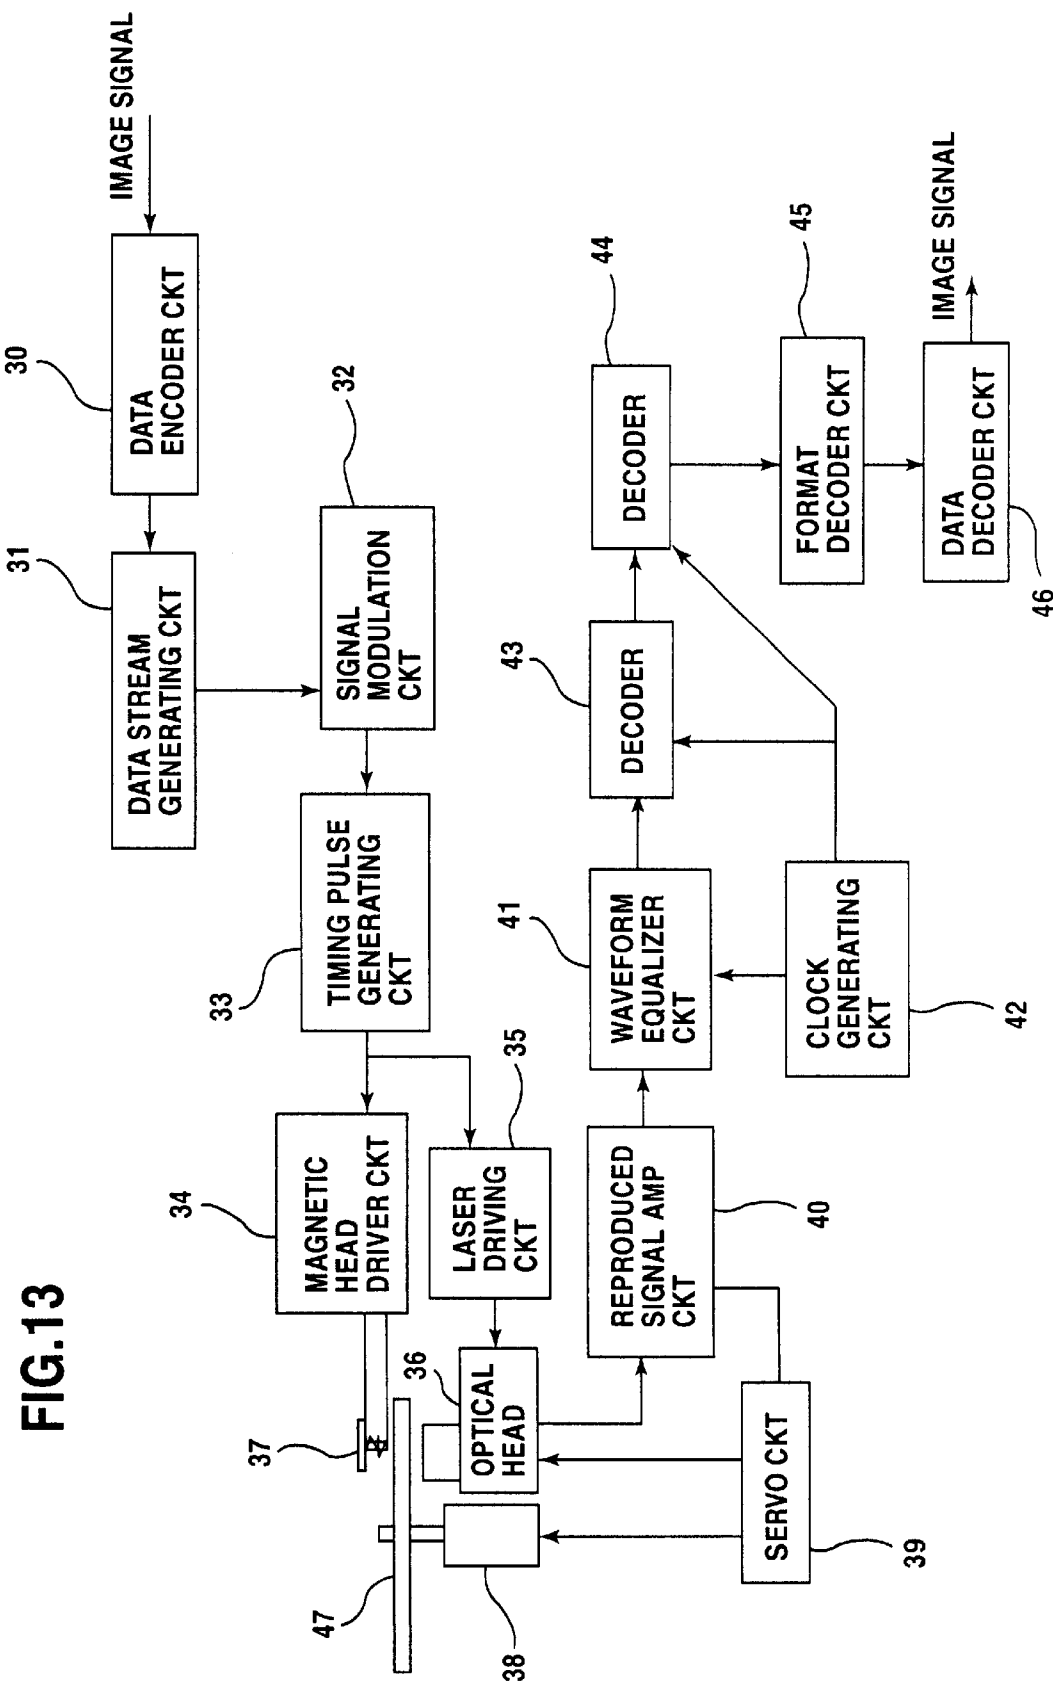 FIG.13
IMAGE SIGNAL
30
DATA
ENCODER CKT
31
DATA STREAM
GENERATING CKT
32
SIGNAL
MODULATION
CKT
33
TIMING PULSE
GENERATING
CKT
34
MAGNETIC
HEAD
DRIVER CKT
35
LASER
DRIVING
CKT
36
OPTICAL
HEAD
37
47
38
SERVO CKT
39
REPRODUCED
SIGNAL AMP
CKT
40
41
WAVEFORM
EQUALIZER
CKT
CLOCK
GENERATING
CKT
42
43
DECODER
44
DECODER
45
FORMAT
DECODER CKT
DATA
DECODER CKT
46
IMAGE SIGNAL